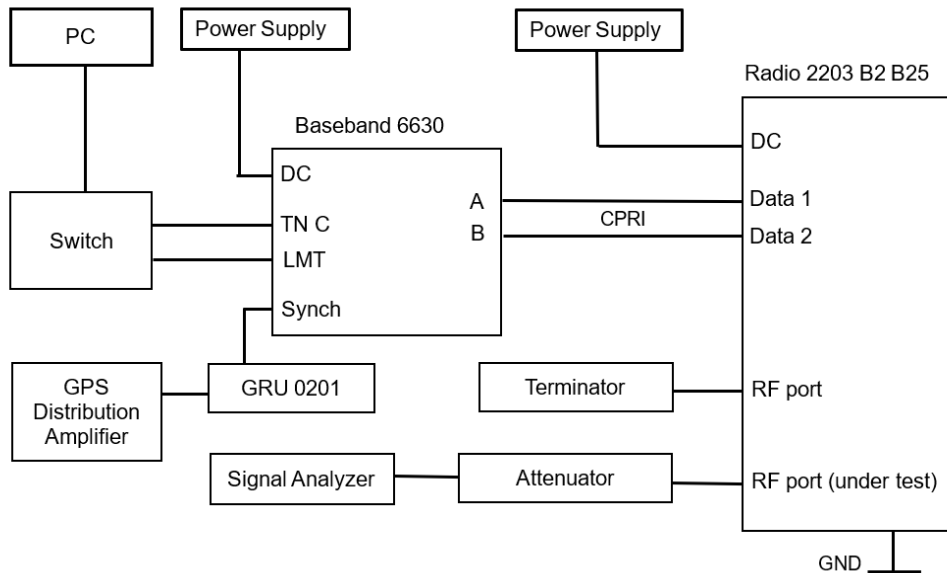 PC
Power Supply
Power Supply
Radio 2203 B2 B25
Baseband 6630
DC
DC
A
Data 1
TN C
CPRI
Switch
B
Data 2
LMT
Synch
GPS
Distribution
Amplifier
GRU 0201
Terminator
RF port
Signal Analyzer
Attenuator
RF port (under test)
GND